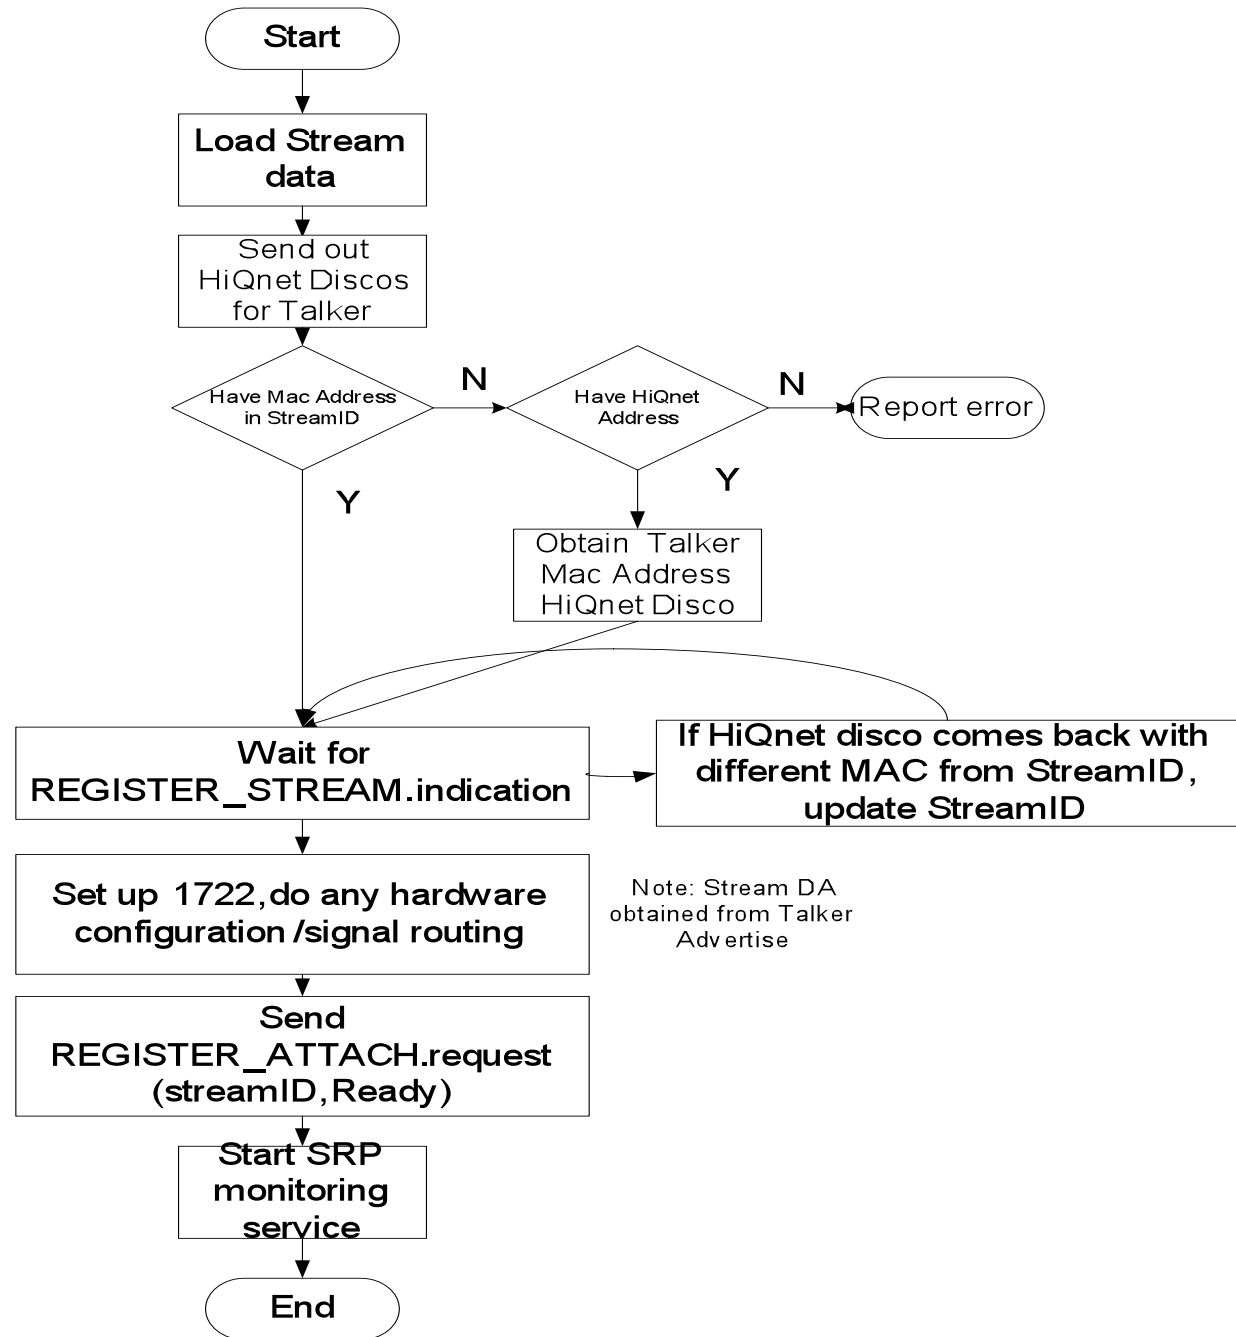 Start
Load Stream
data
Send out
HiQnet Discos
for Talker
Have Mac Address
in StreamID
N
Have HiQnet
Address
N
Report error
Y
Y
Obtain Talker
Mac Address
HiQnet Disco
Wait for
REGISTER_STREAM.indication
If HiQnet disco comes back with
different MAC from StreamID,
update StreamID
Set up 1722,do any hardware
configuration /signal routing
Note: Stream DA
obtained from Talker
Advertise
Send
REGISTER_ATTACH.request
(streamID,Ready)
Start SRP
monitoring
service
End